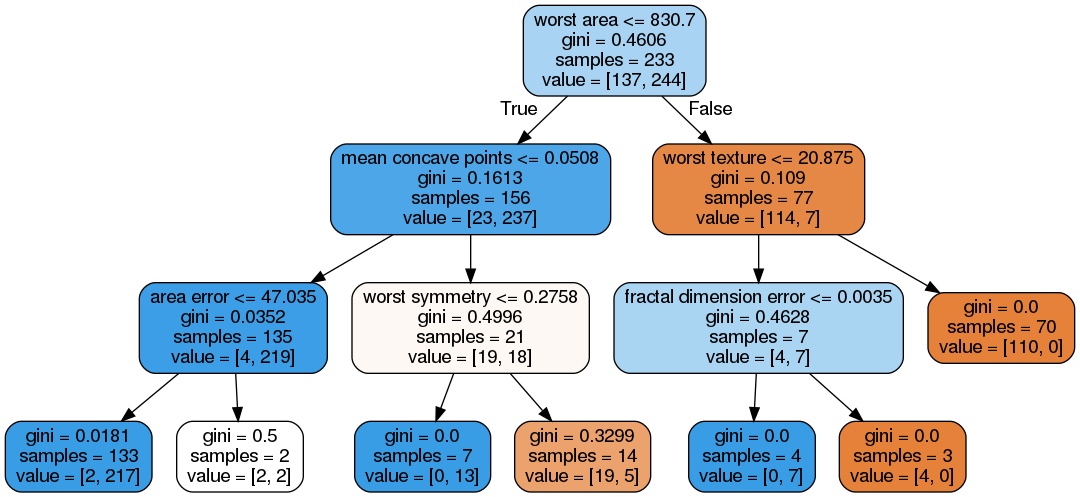 worst area <= 830.7
gini = 0.4606
samples = 233
value = [137, 244]
True
False
mean concave points <= 0.0508
gini = 0.1613
samples = 156
value = [23, 237]
worst texture <= 20.875
gini = 0.109
samples = 77
value = [114, 7]
area error <= 47.035
gini = 0.0352
samples = 135
value = [4, 219]
worst symmetry <= 0.2758
gini = 0.4996
samples = 21
value = [19, 18]
fractal dimension error <= 0.0035
gini = 0.4628
samples = 7
value = [4, 7]
gini = 0.0
samples = 70
value = [110, 0]
gini = 0.0181
samples = 133
value = [2, 217]
gini = 0.5
samples = 2
value = [2, 2]
gini = 0.0
samples = 7
value = [0, 13]
gini = 0.3299
samples = 14
value = [19, 5]
gini = 0.0
samples = 4
value = [0, 7]
gini = 0.0
samples = 3
value = [4, 0]